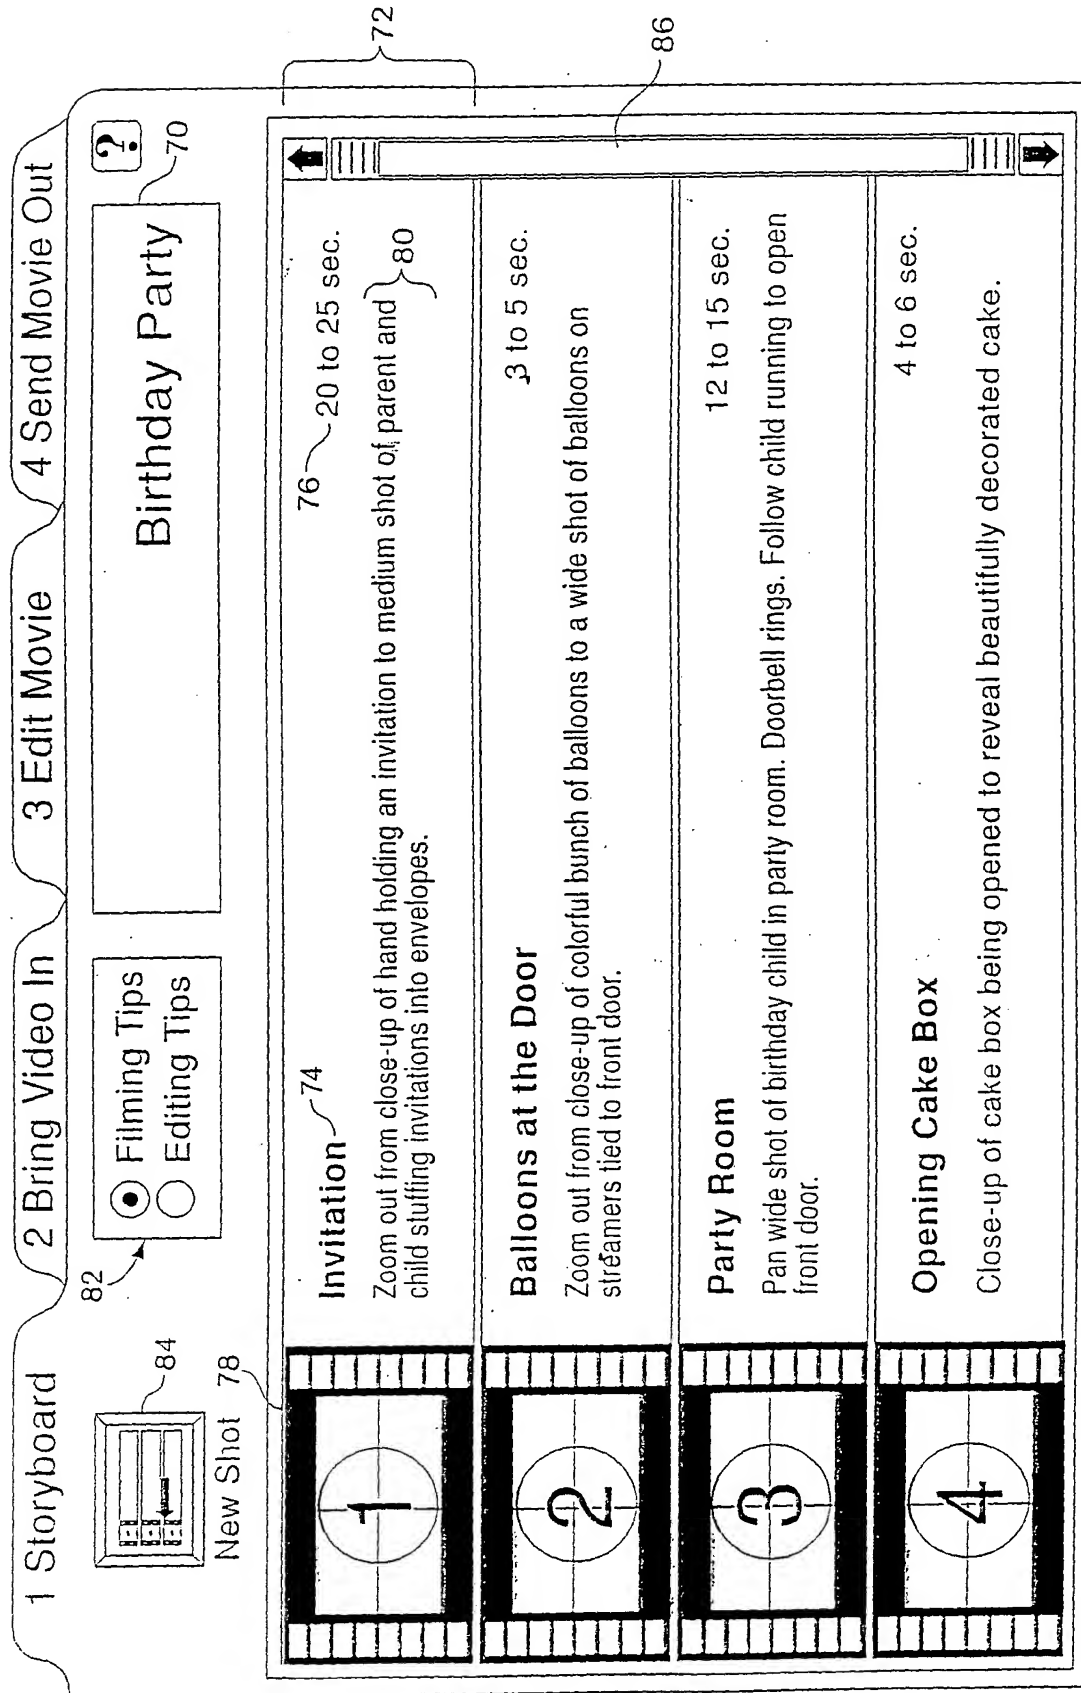 1 Storyboard
2 Bring Video In
3 Edit Movie
4 Send Movie Out
82
84
New Shot
Filming Tips
Editing Tips
Birthday Party
?
70
78
72
1
Invitation
74
76
20 to 25 sec.
Zoom out from close-up of hand holding an invitation to medium shot of parent and
child stuffing invitations into envelopes.
80
2
Balloons at the Door
3 to 5 sec.
Zoom out from close-up of colorful bunch of balloons to a wide shot of balloons on
streamers tied to front door.
86
3
Party Room
12 to 15 sec.
Pan wide shot of birthday child in party room. Doorbell rings. Follow child running to open
front door.
4
Opening Cake Box
4 to 6 sec.
Close-up of cake box being opened to reveal beautifully decorated cake.